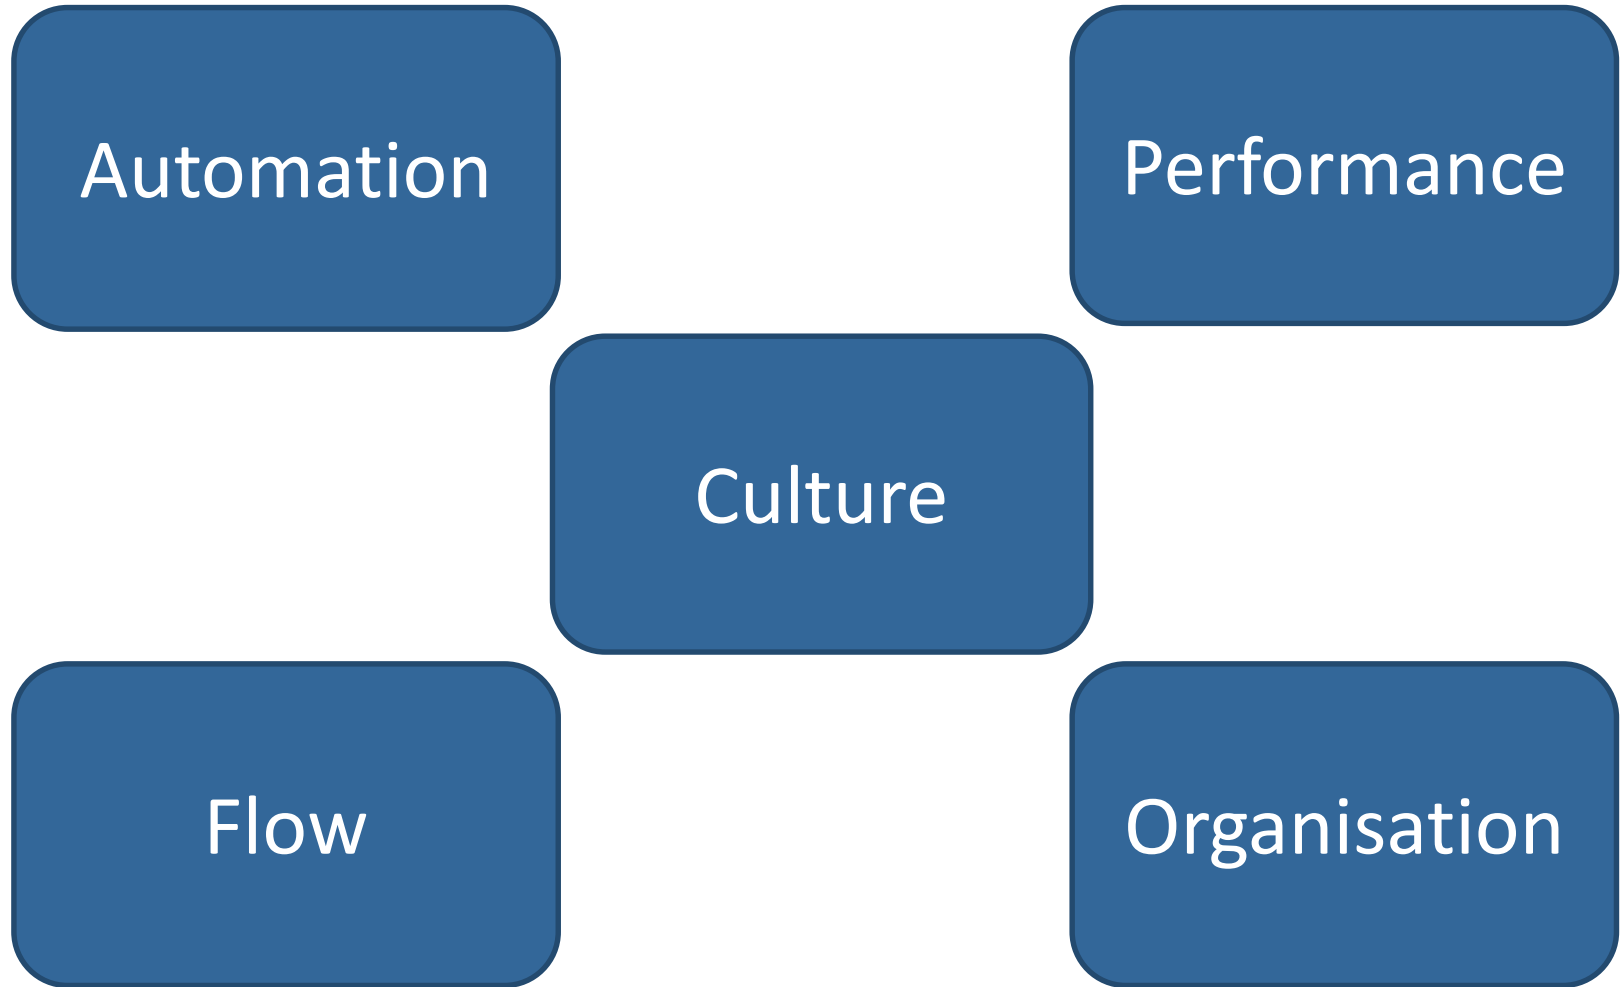 Automation
Performance
Culture
Flow
Organisation